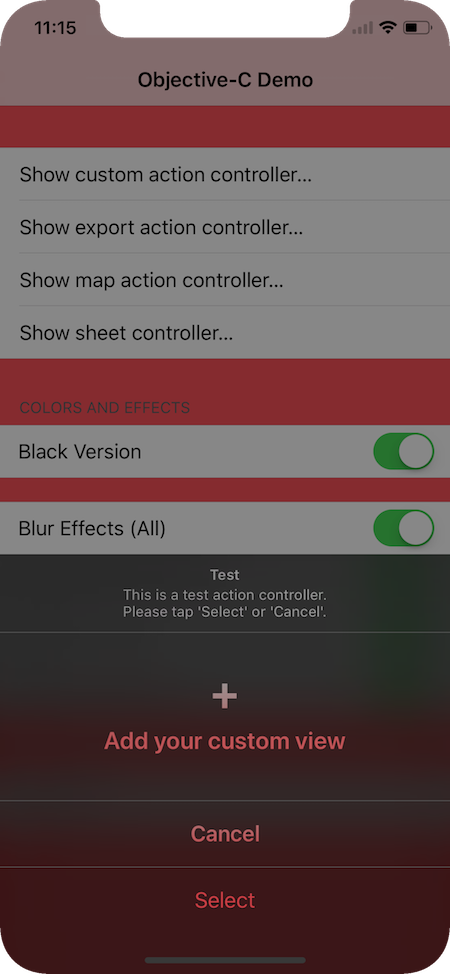 11:15
Objective-C Demo
Show custom action controller...
Show export action controller...
Show map action controller...
Show sheet controller...
COLORS AND EFFECTS
Black Version
Blur Effects (All)
Test
This is a test action controller.
Please tap 'Select' or 'Cancel'.
+
Add your custom view
Cancel
Select